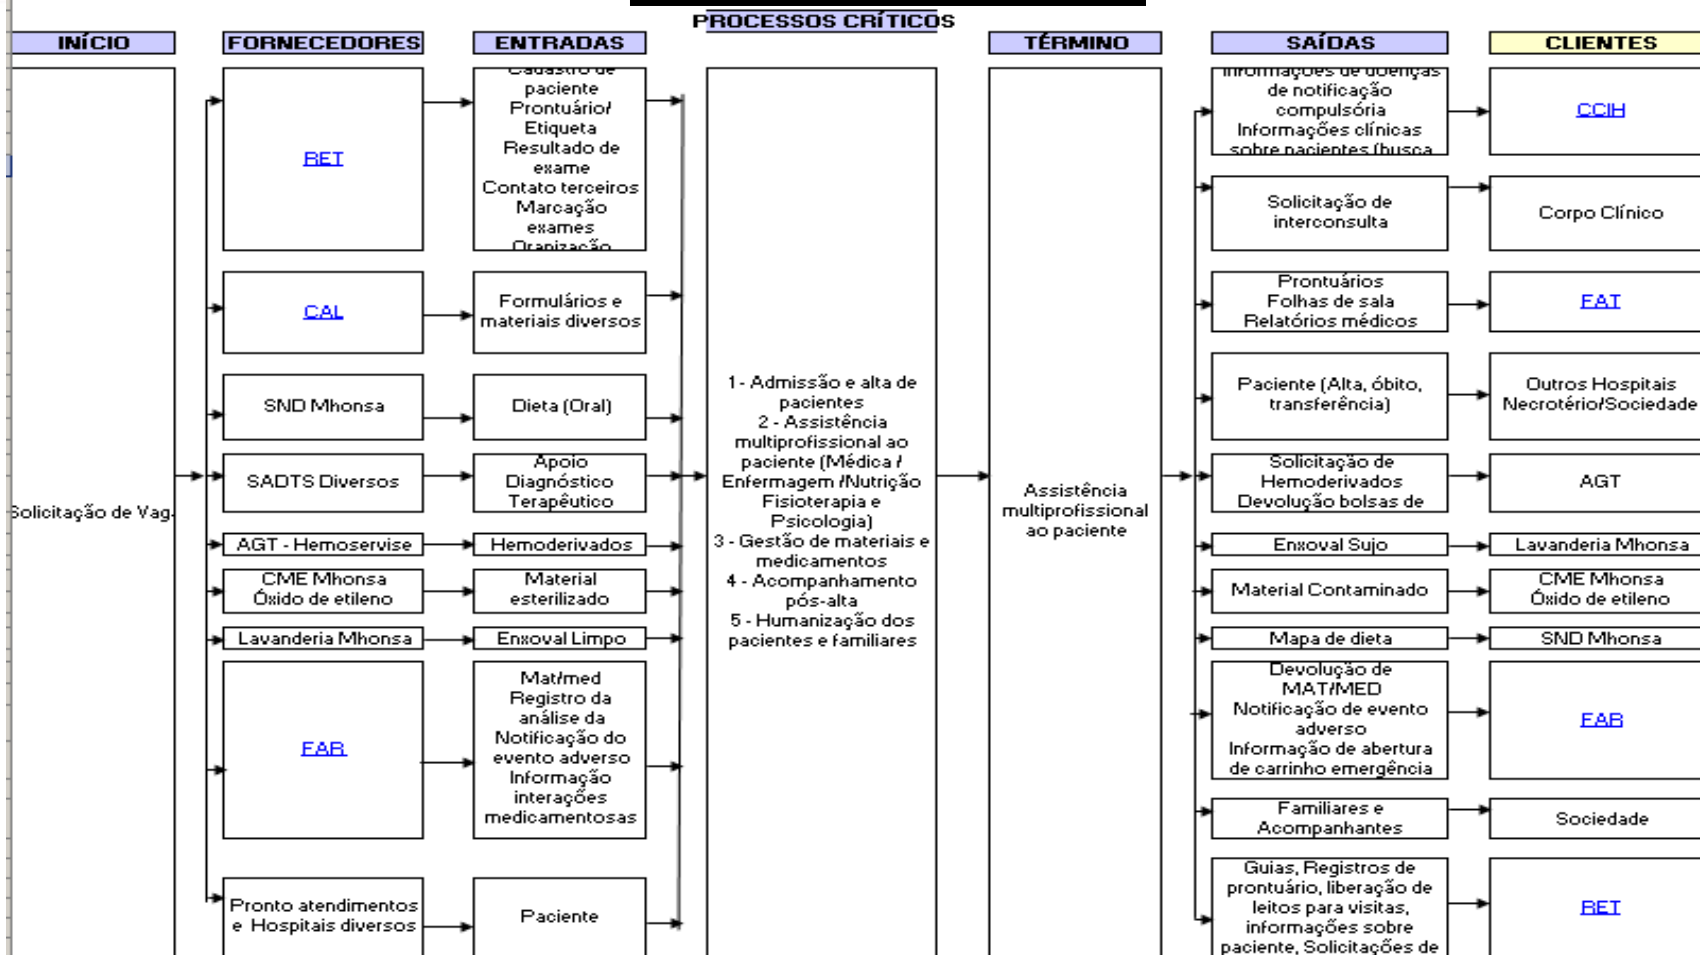 PROCESSOS CRÍTICOS
INÍCIO
FORNECEDORES
ENTRADAS
TÉRMINO
SAÍDAS
CLIENTES
Solicitação de Vag
RET
CAL
SND Mhonsa
SADTS Diversos
AGT - Hemoservise
CME Mhonsa
Óxido de etileno
Lavanderia Mhonsa
FAR
Pronto atendimentos
e Hospitais diversos
Cadastro de
paciente
Prontuário/
Etiqueta
Resultado de
exame
Contato terceiros
Marcação
exames
Oranização
Formulários e
materiais diversos
Dieta (Oral)
Apoio
Diagnóstico
Terapêutico
Hemoderivados
Material
esterilizado
Enxoval Limpo
Mat/med
Registro da
análise da
Notificação do
evento adverso
Informação
interações
medicamentosas
Paciente
1 - Admissão e alta de
pacientes
2 - Assistência
multiprofissional ao
paciente (Médica /
Enfermagem /Nutrição
Fisioterapia e
Psicologia)
3 - Gestão de materiais e
medicamentos
4 - Acompanhamento
pós-alta
5 - Humanização dos
pacientes e familiares
Assistência
multiprofissional
ao paciente
Informações de doenças
de notificação
compulsória
Informações clínicas
sobre pacientes (busca
Solicitação de
interconsulta
Prontuários
Folhas de sala
Relatórios médicos
Paciente (Alta, óbito,
transferência)
Solicitação de
Hemoderivados
Devolução bolsas de
Enxoval Sujo
Material Contaminado
Mapa de dieta
Devolução de
MAT/MED
Notificação de evento
adverso
Informação de abertura
de carrinho emergência
Familiares e
Acompanhantes
Guias, Registros de
prontuário, liberação de
leitos para visitas,
informações sobre
paciente, Solicitações de
CCIH
Corpo Clínico
FAT
Outros Hospitais
Necrotério/Sociedade
AGT
Lavanderia Mhonsa
CME Mhonsa
Óxido de etileno
SND Mhonsa
FAR
Sociedade
RET